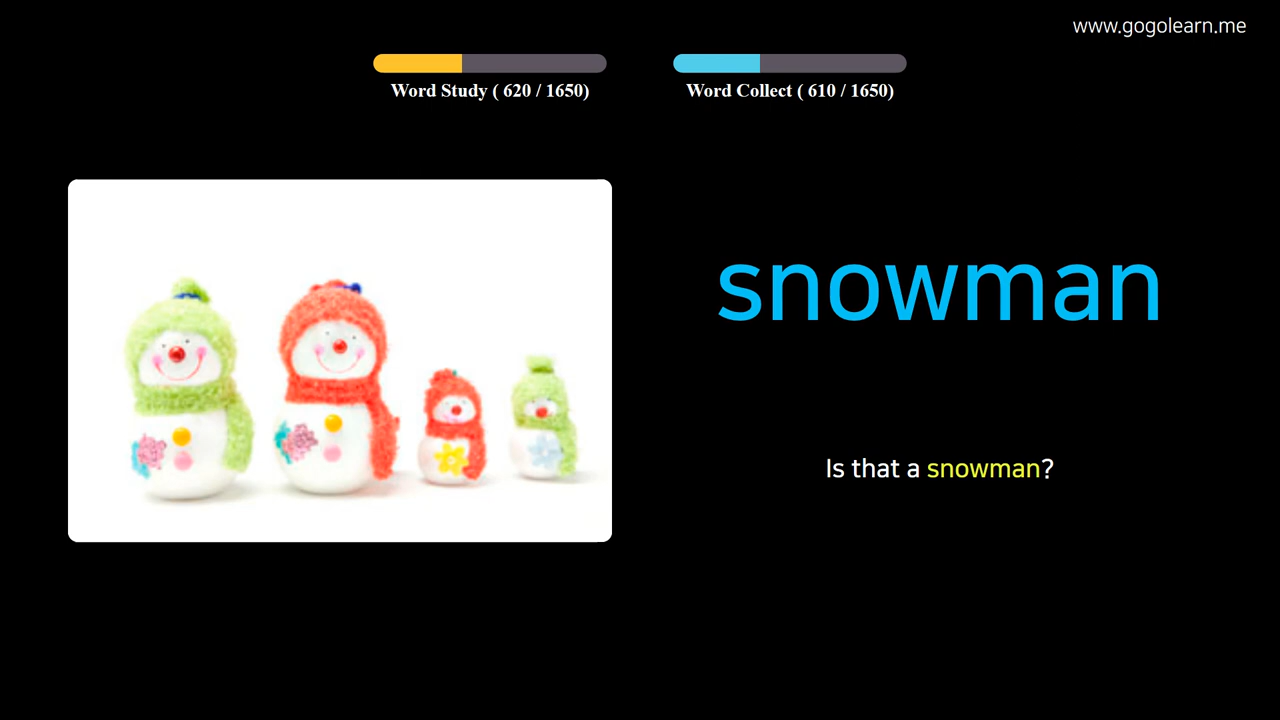 www.gogolearn.me
Word Study ( 620 / 1650)
Word Collect ( 610 / 1650)
snowman
Is that a snowman?